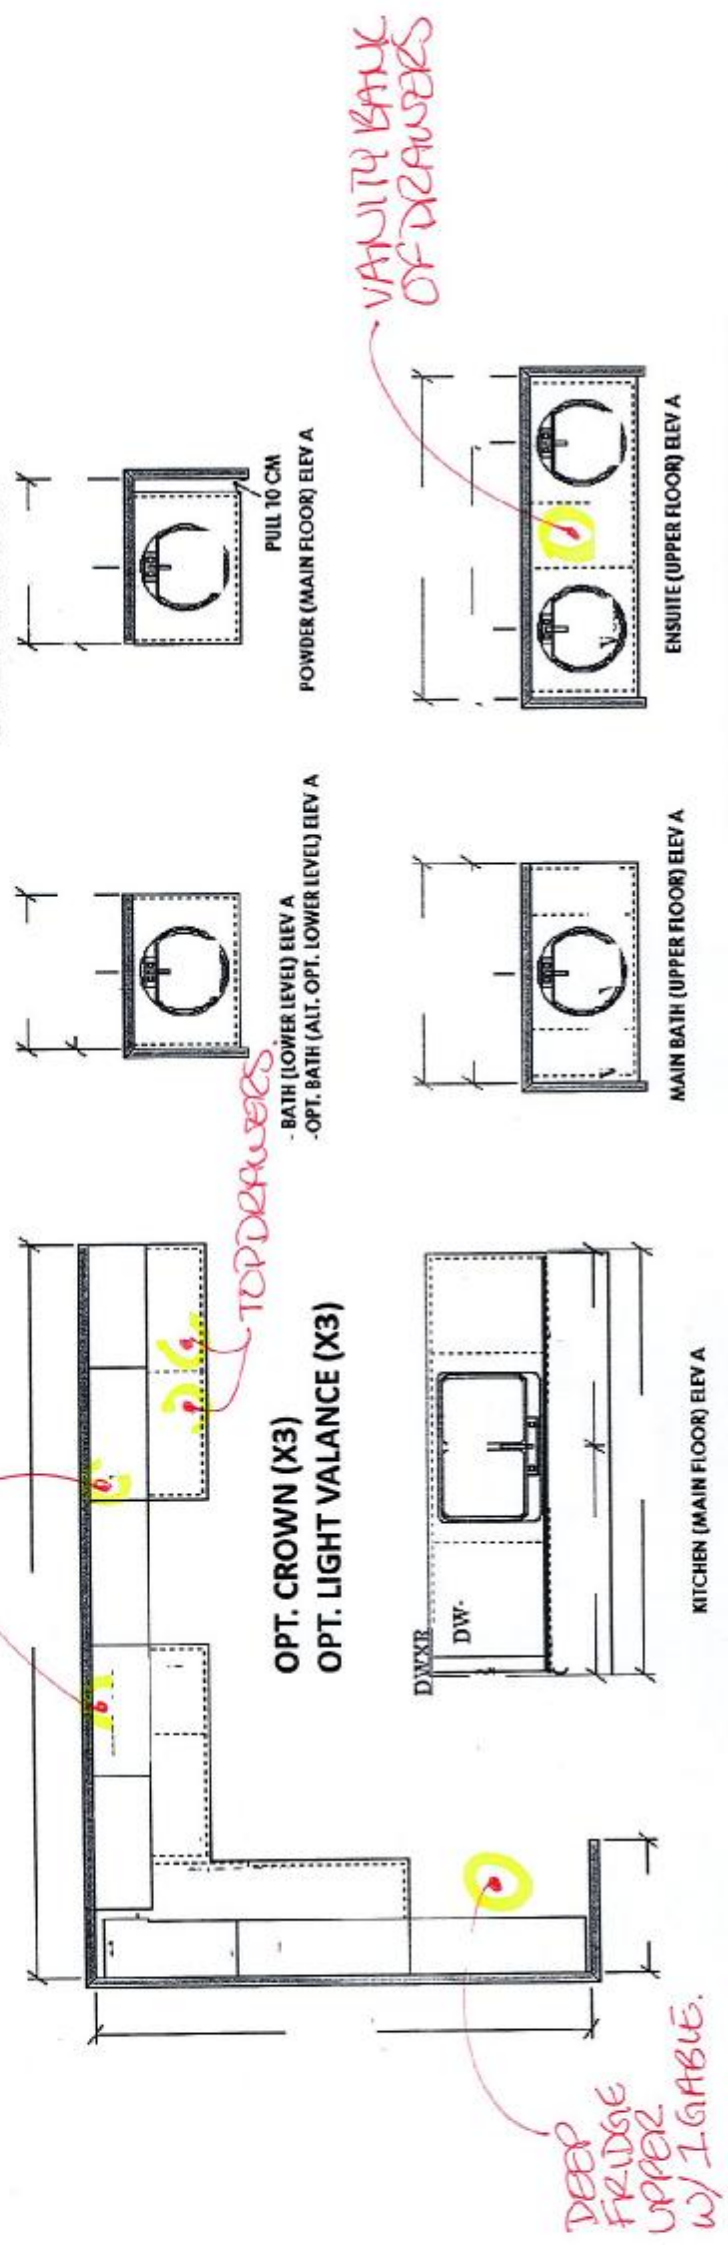 VANITY BANK
OF DRAWERS
PULL 10 CM
POWDER (MAIN FLOOR) ELEV A
ENSUITE (UPPER FLOOR) ELEV A
- BATH (LOWER LEVEL) ELEV A
-OPT. BATH (ALT. OPT. LOWER LEVEL) ELEV A
MAIN BATH (UPPER FLOOR) ELEV A
TOP DRAWERS.
OPT. CROWN (X3)
OPT. LIGHT VALANCE (X3)
DWXR
DW-
KITCHEN (MAIN FLOOR) ELEV A
DEEP
FRIDGE
UPPER
W/ 1 GABLE.